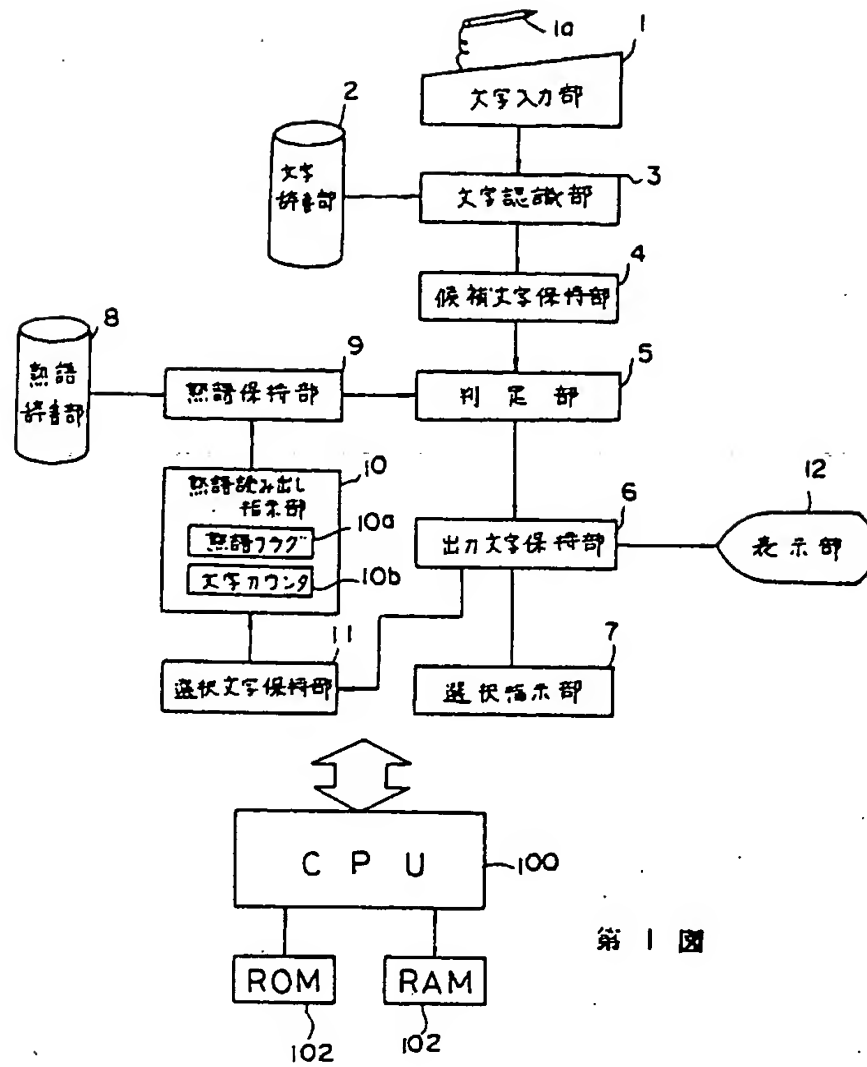 1a
1
文字入力部
2
文字
辞書部
3
文字認識部
4
候補文字保持部
8
熟語
辞書部
9
熟語保持部
5
判定部
10
熟語読み出し
指示部
10a
熟語フラグ
文字カウンタ
10b
6
出力文字保持部
12
表示部
11
選択文字保持部
7
選択指示部
CPU
100
ROM
RAM
102
102
第1図